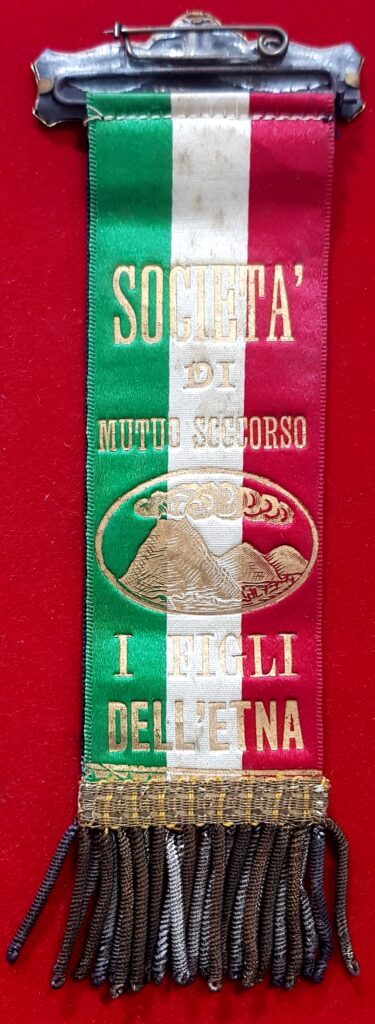 SOCIETA'
DI
MUTUO SOCCORSO
I FIGLI
DELL'ETNA